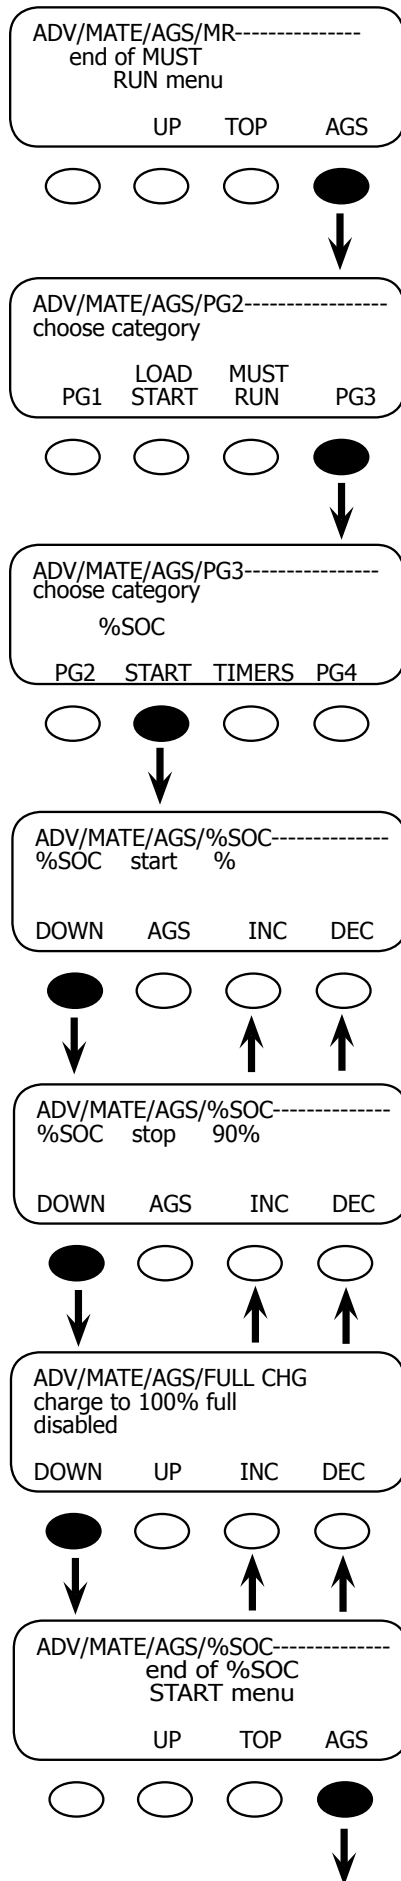 ADV/MATE/AGS/MR---------------
end of MUST
RUN menu
UP TOP AGS
ADV/MATE/AGS/PG2-----------------
choose category
LOAD MUST
PG1 START RUN PG3
ADV/MATE/AGS/PG3----------------
choose category
%SOC
PG2 START TIMERS PG4
ADV/MATE/AGS/%SOC--------------
%SOC start %
DOWN AGS INC DEC
ADV/MATE/AGS/%SOC--------------
%SOC stop 90%
DOWN AGS INC DEC
ADV/MATE/AGS/FULL CHG
charge to 100% full
disabled
DOWN UP INC DEC
ADV/MATE/AGS/%SOC--------------
end of %SOC
START menu
UP TOP AGS